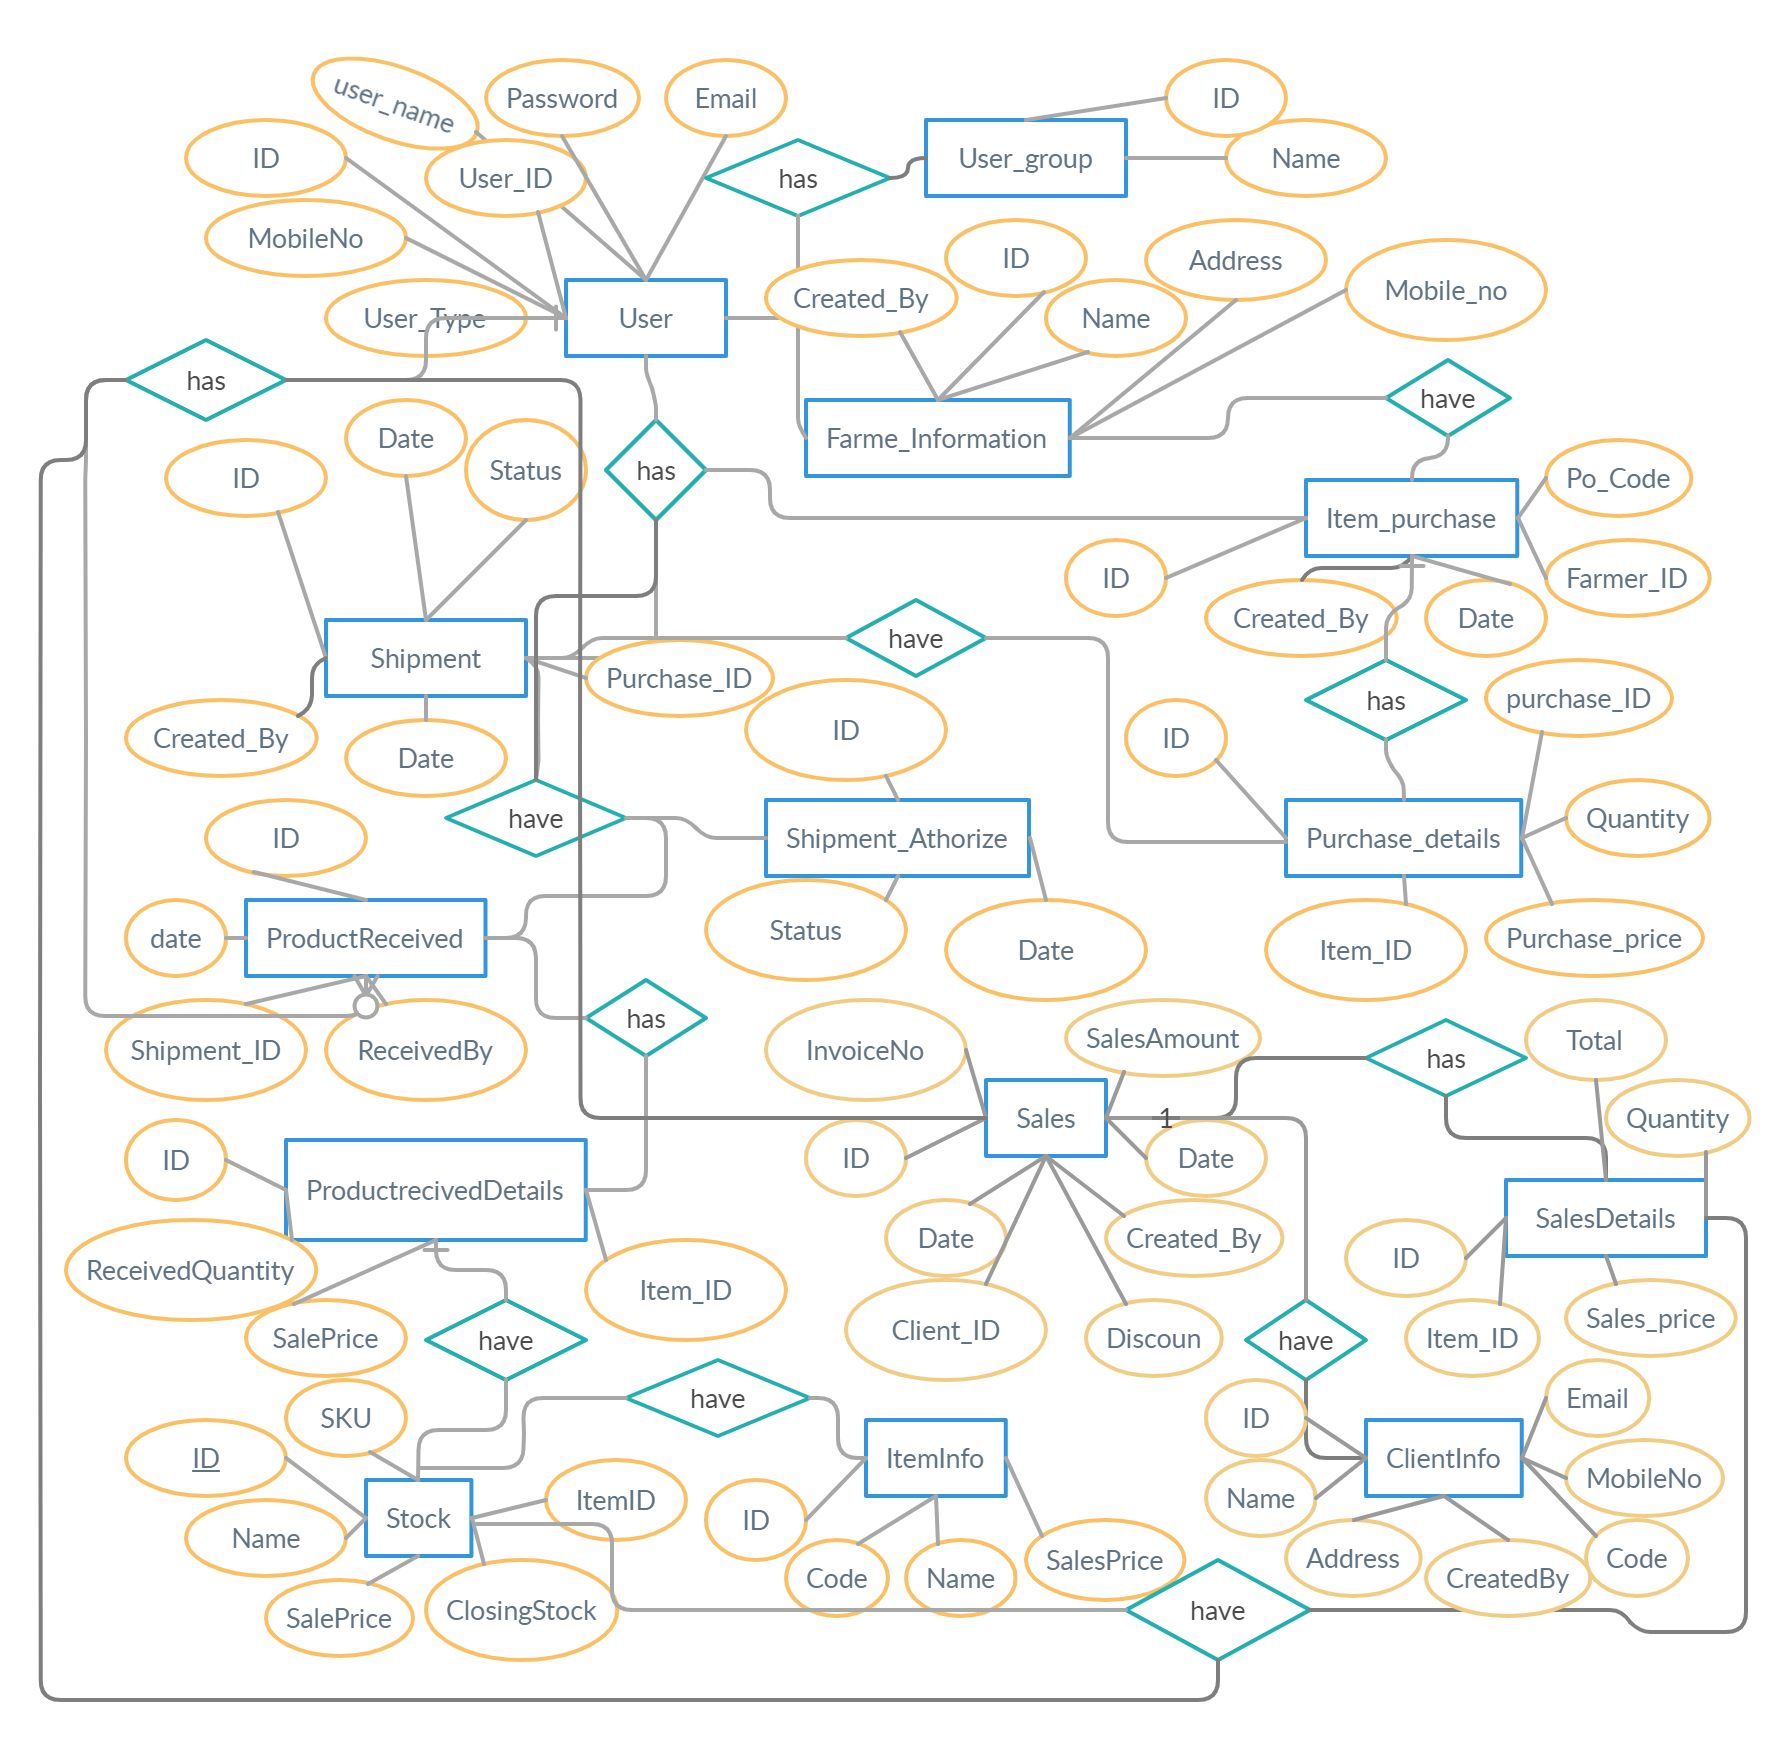 user_name
Password
Email
ID
ID
User_ID
has
User_group
Name
MobileNo
Created_By
ID
Address
Mobile_no
User_Type
User
Name
has
have
Date
Farme_Information
ID
Status
has
Po_Code
Item_purchase
ID
Farmer_ID
Created_By
Date
Shipment
have
Purchase_ID
has
purchase_ID
Created_By
Date
ID
ID
have
ID
Shipment_Athorize
Purchase_details
Quantity
date
ProductReceived
Status
Date
Item_ID
Purchase_price
Shipment_ID
ReceivedBy
has
InvoiceNo
SalesAmount
has
Total
Sales
1
Quantity
ID
ProductrecivedDetails
ID
Date
SalesDetails
ReceivedQuantity
Item_ID
Date
Created_By
ID
SalePrice
have
Client_ID
Discoun
have
Item_ID
Sales_price
SKU
have
ID
Email
ID
ItemInfo
ClientInfo
MobileNo
Name
Stock
ItemID
ID
Name
SalePrice
ClosingStock
Code
Name
SalesPrice
Address
CreatedBy
Code
have